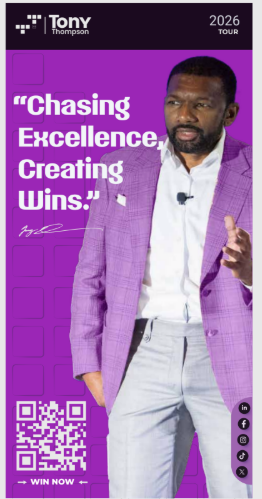 Tony
Thompson
2026
TOUR
“Chasing
Excellence,
Creating
Wins.”
→ WIN NOW ←